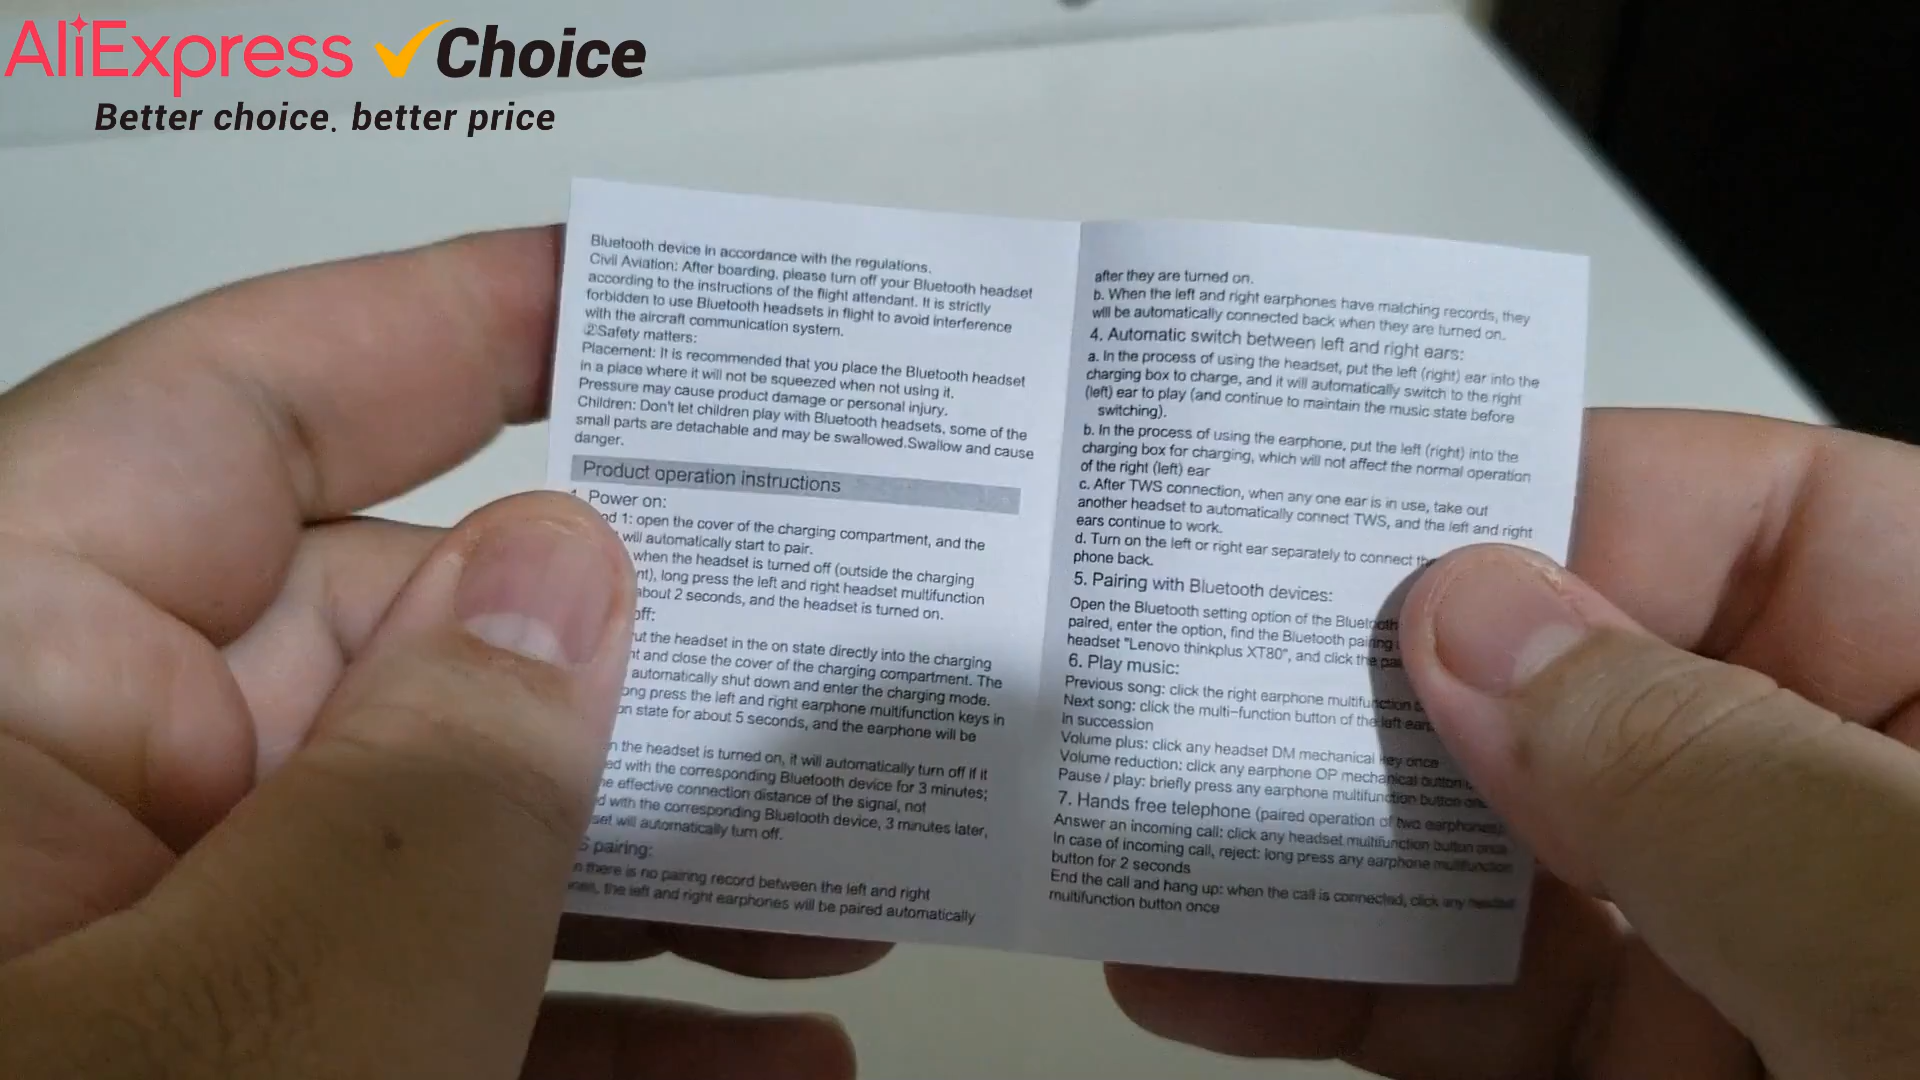 AliExpress Choice
Better choice, better price
Bluetooth device in accordance with the regulations.
Civil Aviation: After boarding, please turn off your Bluetooth headset
according to the instructions of the flight attendant. It is strictly
forbidden to use Bluetooth headsets in flight to avoid interference
with the aircraft communication system.
②Safety matters:
Placement: It is recommended that you place the Bluetooth headset
in a place where it will not be squeezed when not using it.
Pressure may cause product damage or personal injury.
Children: Don't let children play with Bluetooth headsets, some of the
small parts are detachable and may be swallowed.Swallow and cause
danger.
Product operation instructions
1. Power on:
1: open the cover of the charging compartment, and the
will automatically start to pair.
when the headset is turned off (outside the charging
long press the left and right headset multifunction
about 2 seconds, and the headset is turned on.
off:
the headset in the on state directly into the charging
and close the cover of the charging compartment. The
automatically shut down and enter the charging mode.
press the left and right earphone multifunction keys in
on state for about 5 seconds, and the earphone will be
the headset is turned on, it will automatically turn off if it
with the corresponding Bluetooth device for 3 minutes;
effective connection distance of the signal, not
with the corresponding Bluetooth device, 3 minutes later,
will automatically turn off.
pairing:
there is no pairing record between the left and right
the left and right earphones will be paired automatically
after they are turned on.
b. When the left and right earphones have matching records, they
will be automatically connected back when they are turned on.
4. Automatic switch between left and right ears:
a. In the process of using the headset, put the left (right) ear into the
charging box to charge, and it will automatically switch to the right
(left) ear to play (and continue to maintain the music state before
switching).
b. In the process of using the earphone, put the left (right) into the
charging box for charging, which will not affect the normal operation
of the right (left) ear
c. After TWS connection, when any one ear is in use, take out
another headset to automatically connect TWS, and the left and right
ears continue to work.
d. Turn on the left or right ear separately to connect
phone back.
5. Pairing with Bluetooth devices:
Open the Bluetooth setting option of the Bluetooth
paired, enter the option, find the Bluetooth pairing
headset "Lenovo thinkplus XT80", and click the
6. Play music:
Previous song: click the right earphone multifunction
Next song: click the multi-function button of the left
in succession
Volume plus: click any headset DM mechanical key once
Volume reduction: click any earphone OP mechanical button
Pause / play: briefly press any earphone multifunction button
7. Hands free telephone (paired operation of two earphones)
Answer an incoming call: click any headset multifunction button once
In case of incoming call, reject: long press any earphone multifunction
button for 2 seconds
End the call and hang up: when the call is connected, click any headset
multifunction button once